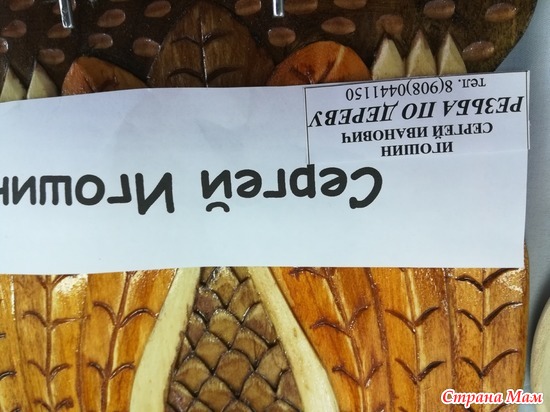 ИГОШИН
СЕРГЕЙ ИВАНОВИЧ
РЕЗЬБА ПО ДЕРЕВУ
тел. 8(908)0441150
Сергей Игошин
Страна Мам